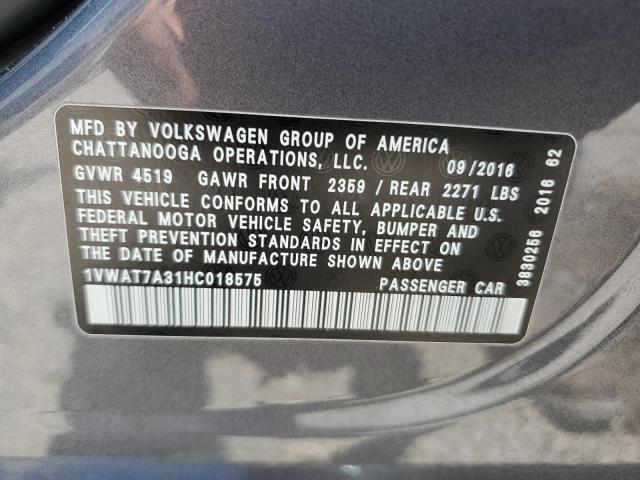 MFD BY VOLKSWAGEN GROUP OF AMERICA
CHATTANOOGA OPERATIONS, LLC. 09/2016
GVWR 4519 GAWR FRONT 2359 / REAR 2271 LBS
THIS VEHICLE CONFORMS TO ALL APPLICABLE U.S.
FEDERAL MOTOR VEHICLE SAFETY, BUMPER AND
THEFT PREVENTION STANDARDS IN EFFECT ON
THE DATE OF MANUFACTURE SHOWN ABOVE
1VWAT7A31HC018575 PASSENGER CAR
3830256 2016 62